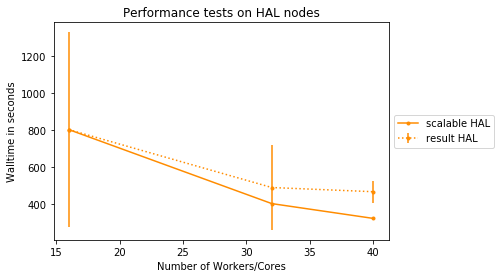 Performance tests on HAL nodes
Walltime in seconds
1200
1000
800
600
400
15
20
25
30
35
40
Number of Workers/Cores
scalable HAL
result HAL